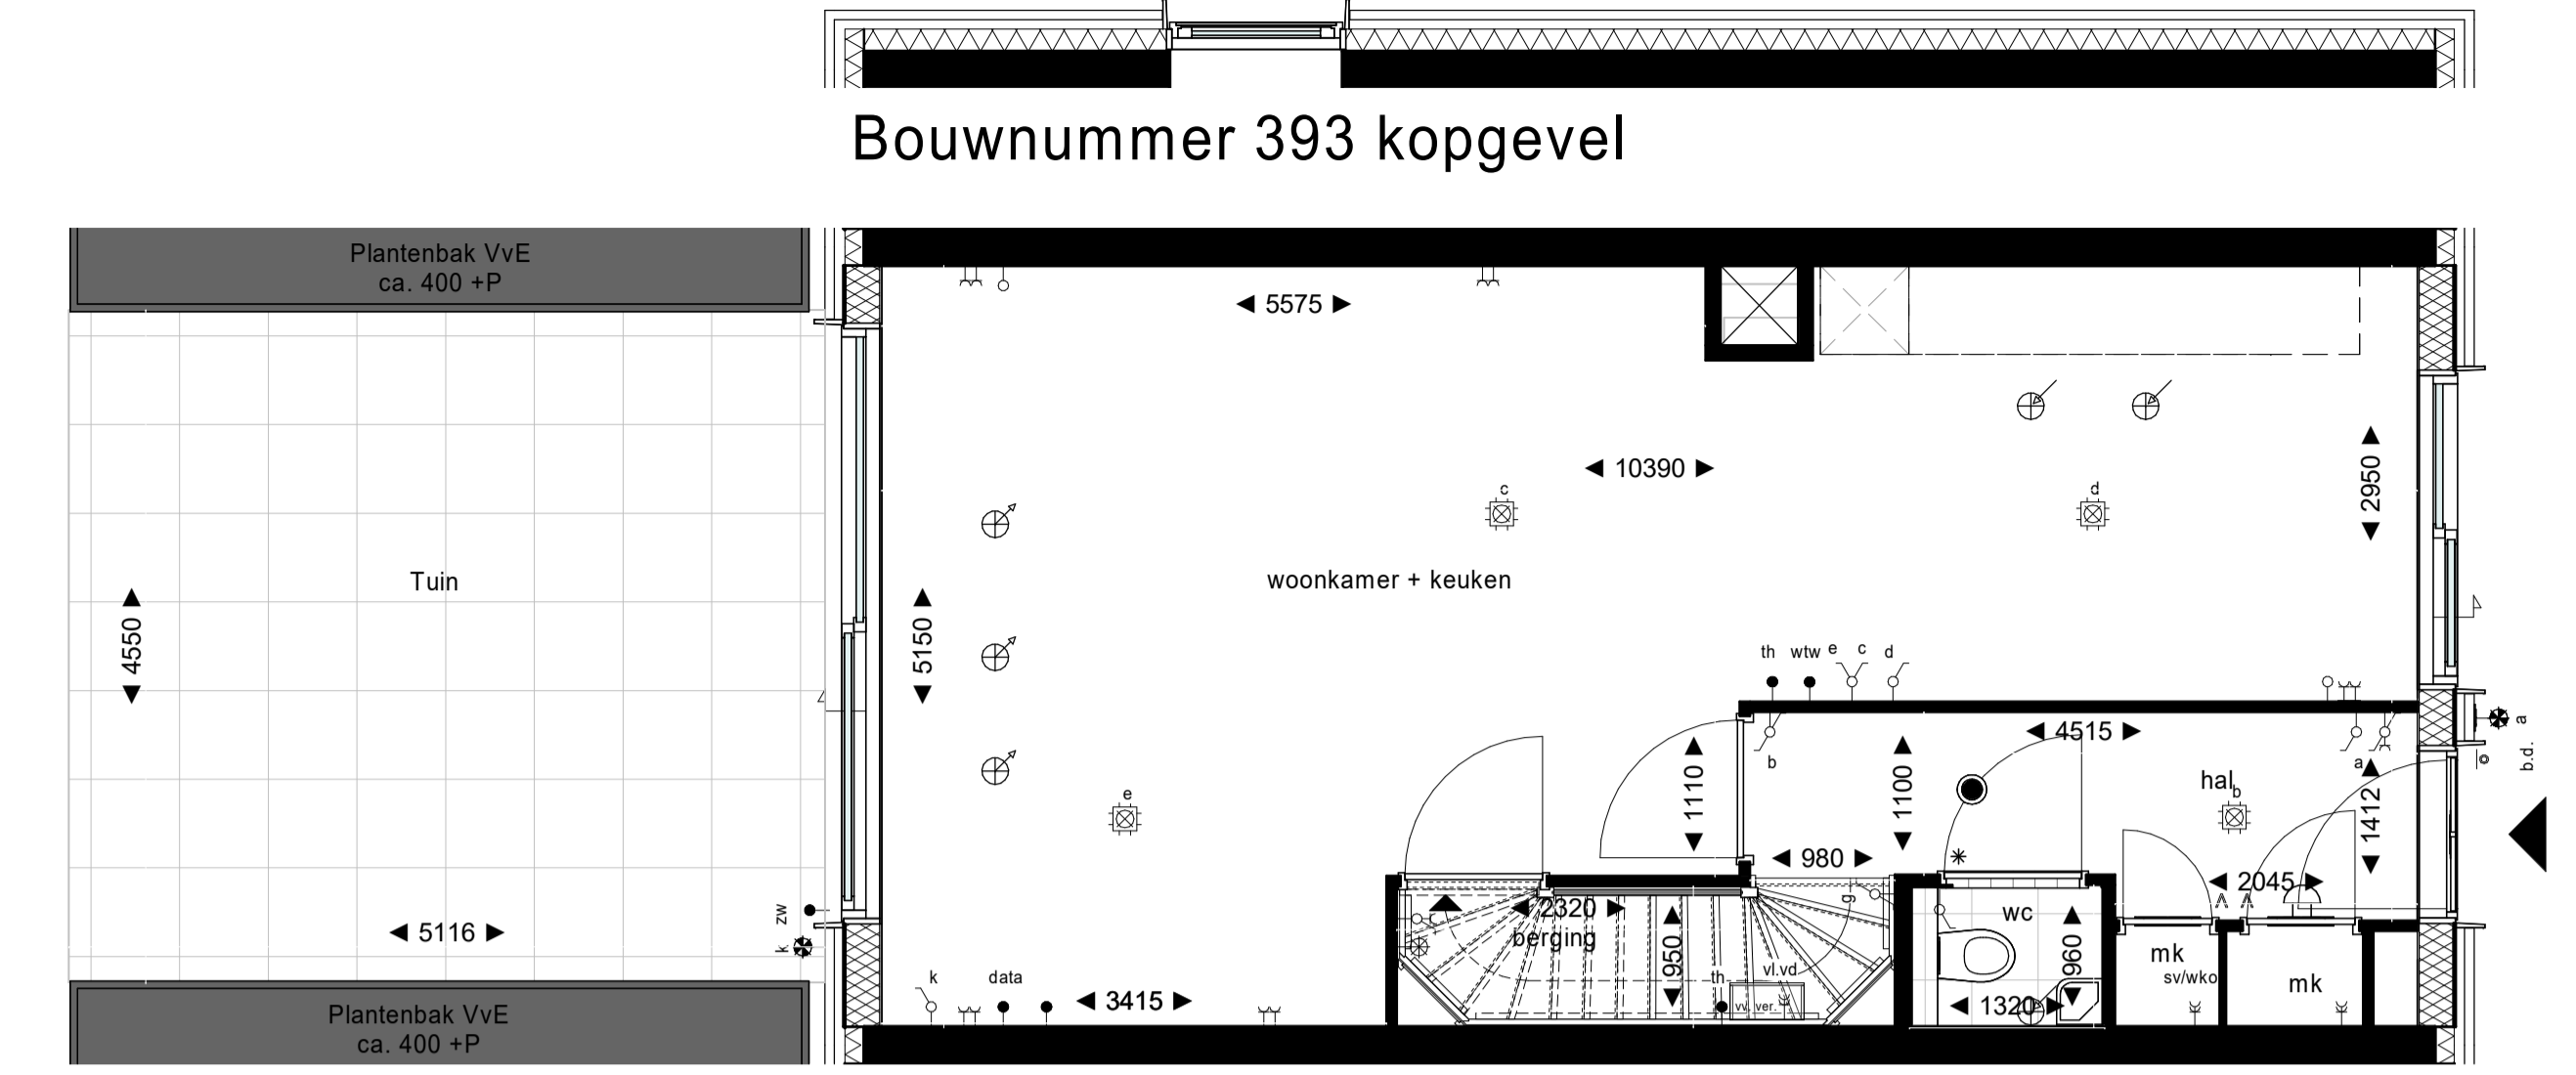 Bouwnummer 393 kopgevel
Plantenbak VvE
ca. 400 +P
5575
10390
2950
c
d
Tuin
woonkamer + keuken
4550
5150
th wtw e c d
4515
a
b.d.
b
1110
1100
hal
b
a
1412
e
980
2045
5116
zw
k
2320
berging
950
g
wc
960
mk
sv/wko
mk
k
data
3415
th
vl.vd
vv. ver.
1320
Plantenbak VvE
ca. 400 +P